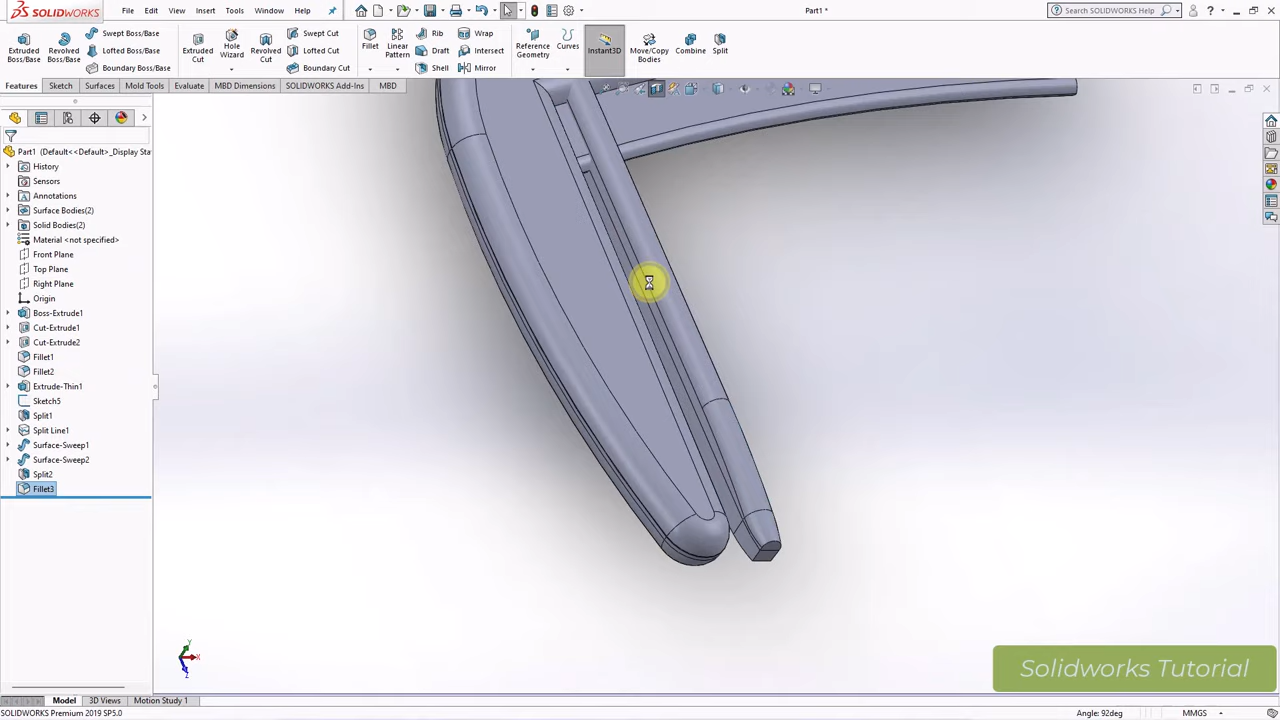 SOLIDWORKS
File Edit View Insert Tools Window Help
Part1 *
Search SOLIDWORKS Help
Extruded Boss/Base
Revolved Boss/Base
Swept Boss/Base
Lofted Boss/Base
Boundary Boss/Base
Extruded Cut
Hole Wizard
Revolved Cut
Swept Cut
Lofted Cut
Boundary Cut
Fillet
Linear Pattern
Rib
Draft
Shell
Wrap
Intersect
Mirror
Reference Geometry
Curves
Instant3D
Move/Copy Bodies
Combine
Split
Features Sketch Surfaces Mold Tools Evaluate MBD Dimensions SOLIDWORKS Add-Ins MBD
Part1 (Default<<Default>_Display Sta
History
Sensors
Annotations
Surface Bodies(2)
Solid Bodies(2)
Material <not specified>
Front Plane
Top Plane
Right Plane
Origin
Boss-Extrude1
Cut-Extrude1
Cut-Extrude2
Fillet1
Fillet2
Extrude-Thin1
Sketch5
Split1
Split Line1
Surface-Sweep1
Surface-Sweep2
Split2
Fillet3
Y
X
Z
Solidworks Tutorial
Model 3D Views Motion Study 1
SOLIDWORKS Premium 2019 SP5.0
Angle: 92deg
MMGS